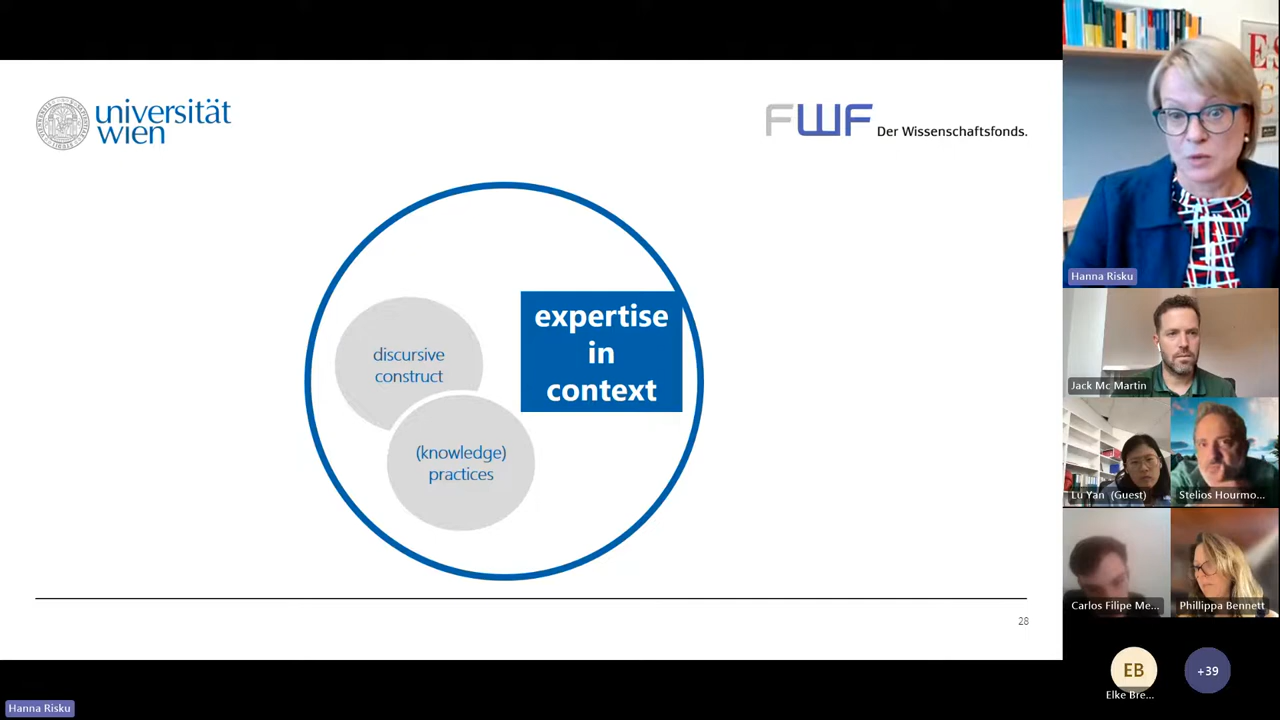 universität
wien
FWF Der Wissenschaftsfonds.
discursive
construct
(knowledge)
practices
expertise
in
context
28
Hanna Risku
Jack Mc Martin
Lu Yan (Guest)
Stelios Hourmo...
Carlos Filipe Me...
Phillippa Bennett
EB
Elke Bre...
+39
Hanna Risku